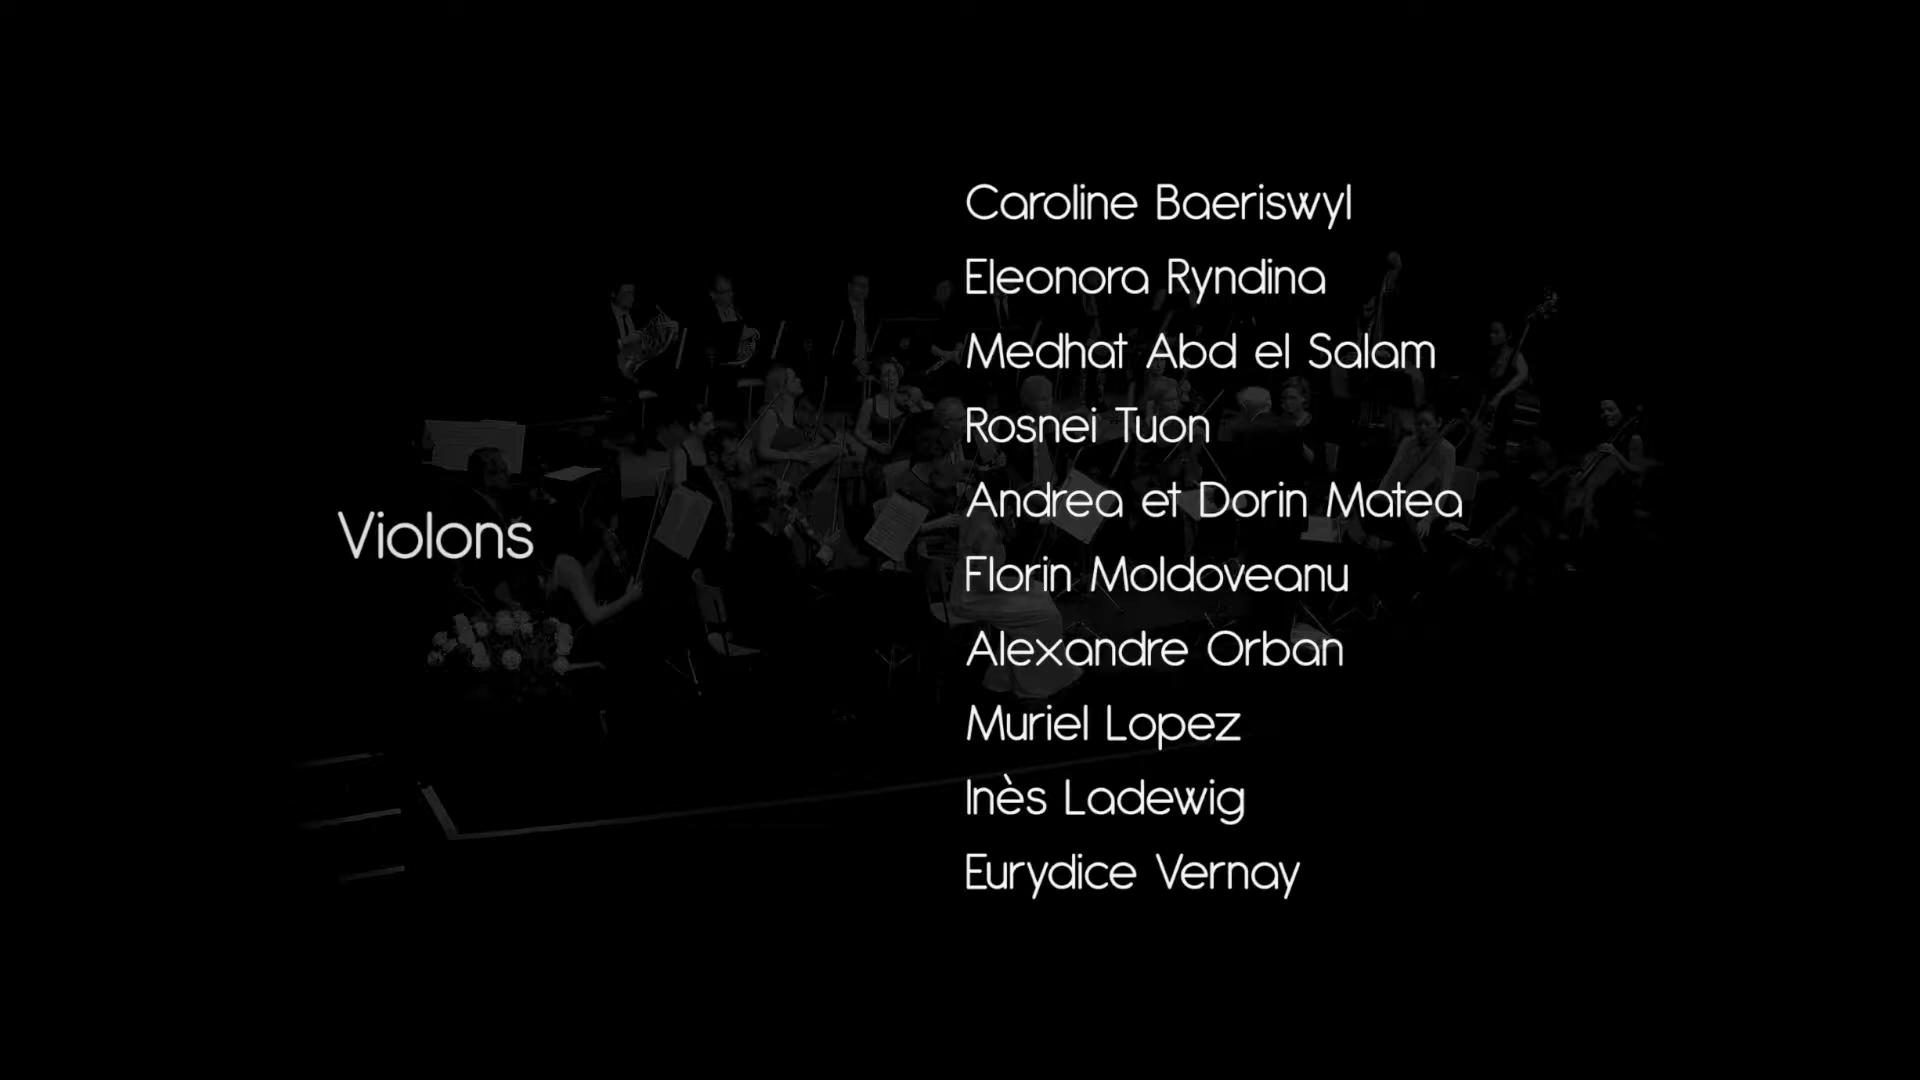 Violons
Caroline Baeriswyl
Eleonora Ryndina
Medhat Abd el Salam
Rosnei Tuon
Andrea et Dorin Matea
Florin Moldoveanu
Alexandre Orban
Muriel Lopez
Inès Ladewig
Eurydice Vernay